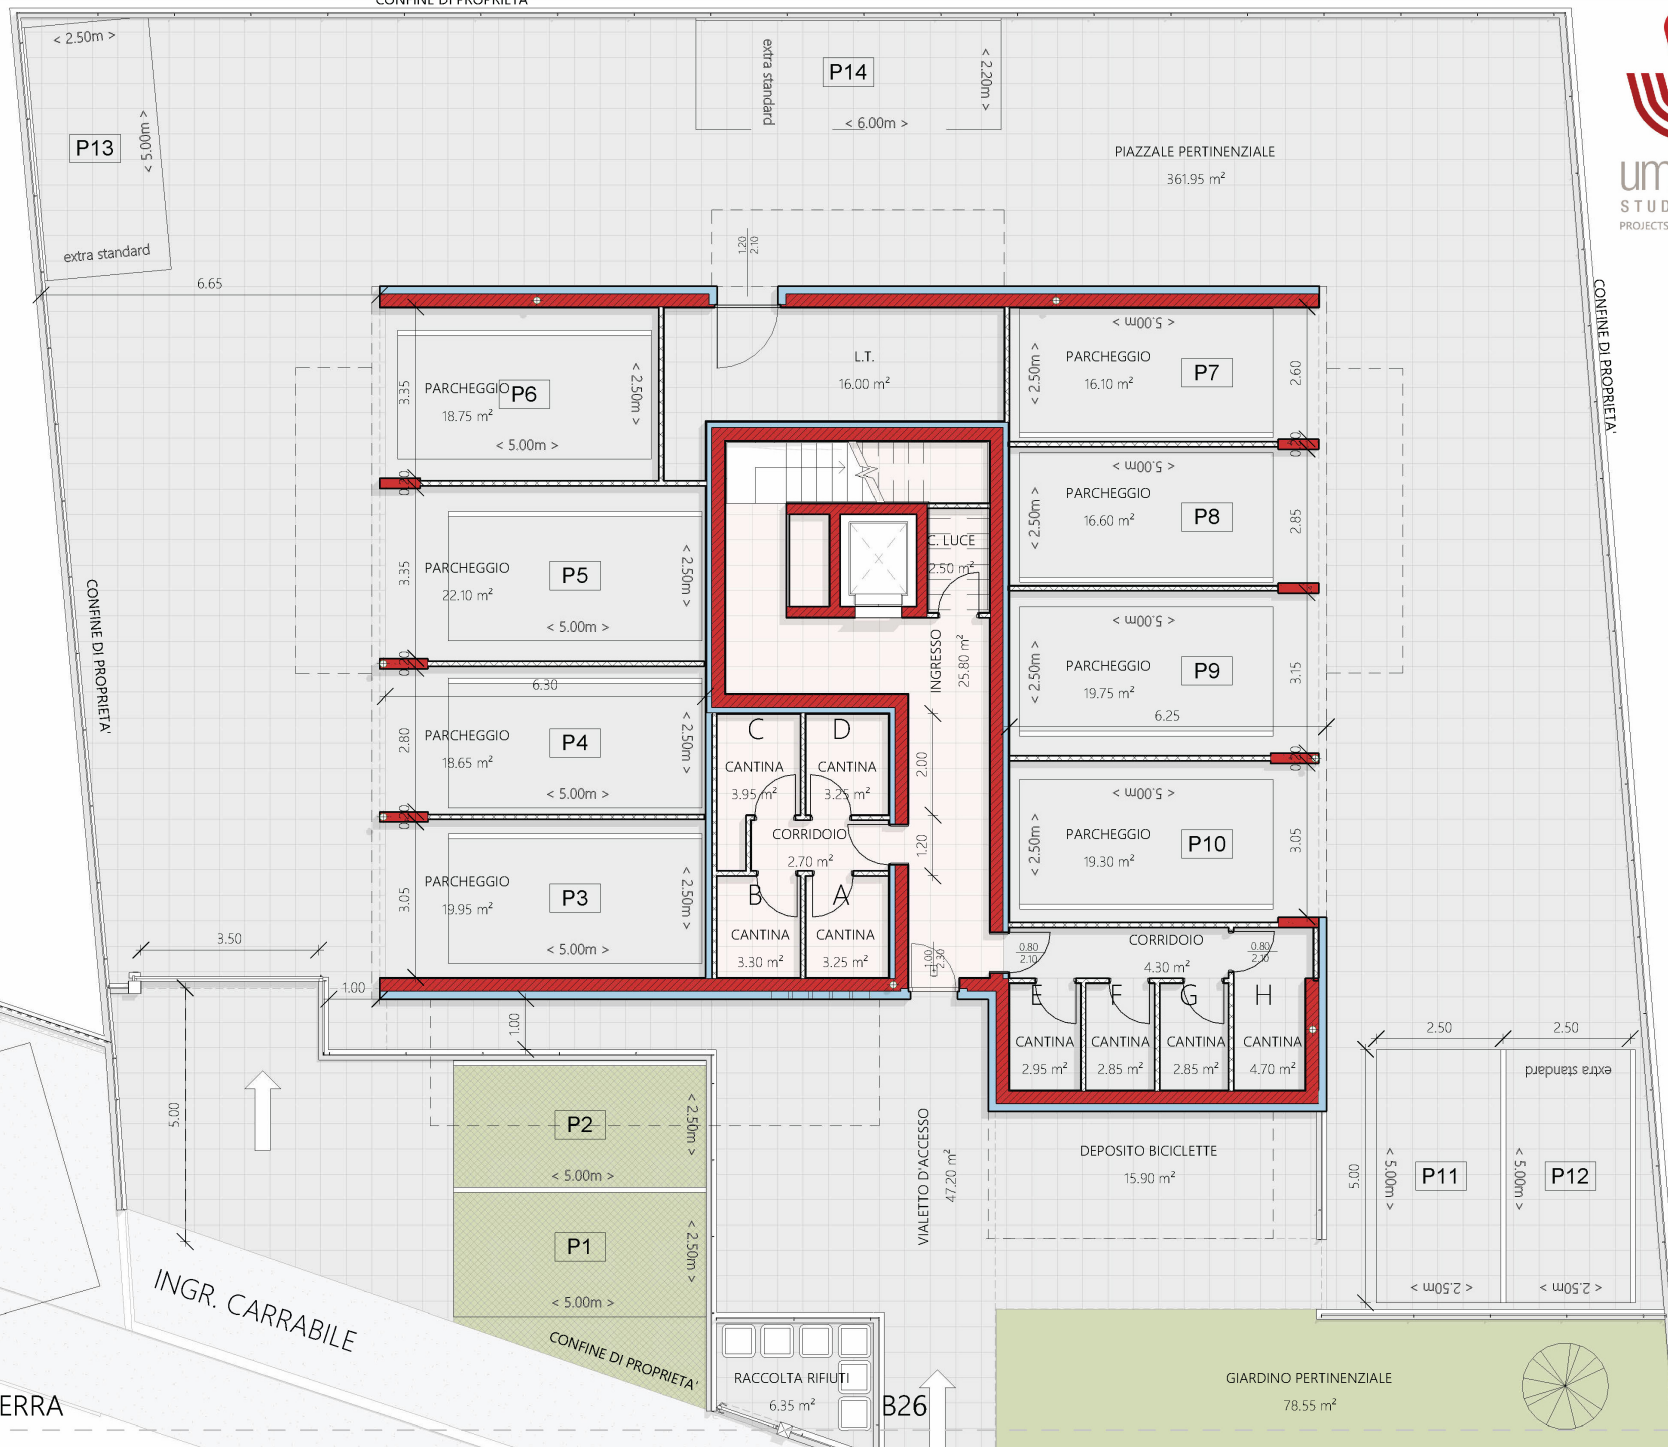 CONFINE DI PROPRIETA'
< 2.50m >
P13
< 5.00m >
extra standard
extra standard
P14
< 2.20m >
< 6.00m >
PIAZZALE PERTINENZIALE
361.95 m²
STUD
PROJECTS
6.65
1.20
2.10
CONFINE DI PROPRIETA'
3.35
PARCHEGGIO
P6
18.75 m²
< 2.50m >
< 5.00m >
L.T.
16.00 m²
< 5.00m >
< 2.50m >
PARCHEGGIO
P7
16.10 m²
2.60
3.35
PARCHEGGIO
P5
22.10 m²
< 2.50m >
< 5.00m >
C. LUCE
2.50 m²
< 5.00m >
< 2.50m >
PARCHEGGIO
P8
16.60 m²
2.85
CONFINE DI PROPRIETA'
INGRESSO
25.80 m²
< 5.00m >
< 2.50m >
PARCHEGGIO
P9
19.75 m²
3.15
6.25
6.30
2.80
PARCHEGGIO
P4
18.65 m²
< 2.50m >
< 5.00m >
C
CANTINA
3.95 m²
D
CANTINA
3.25 m²
2.00
CORRIDOIO
2.70 m²
1.20
< 5.00m >
< 2.50m >
PARCHEGGIO
P10
19.30 m²
3.05
3.05
PARCHEGGIO
P3
19.95 m²
< 2.50m >
< 5.00m >
B
CANTINA
3.30 m²
A
CANTINA
3.25 m²
1.00
2.30
0.80
2.10
CORRIDOIO
4.30 m²
0.80
2.10
3.50
1.00
1.00
5.00
E
CANTINA
2.95 m²
F
CANTINA
2.85 m²
G
CANTINA
2.85 m²
H
CANTINA
4.70 m²
2.50
2.50
extra standard
P2
< 2.50m >
< 5.00m >
P1
< 2.50m >
< 5.00m >
VIALETTO D'ACCESSO
47.20 m²
DEPOSITO BICICLETTE
15.90 m²
5.00
< 5.00m >
P11
< 2.50m >
< 5.00m >
P12
< 2.50m >
INGR. CARRABILE
CONFINE DI PROPRIETA'
RACCOLTA RIFIUTI
6.35 m²
B26
GIARDINO PERTINENZIALE
78.55 m²
ERRA